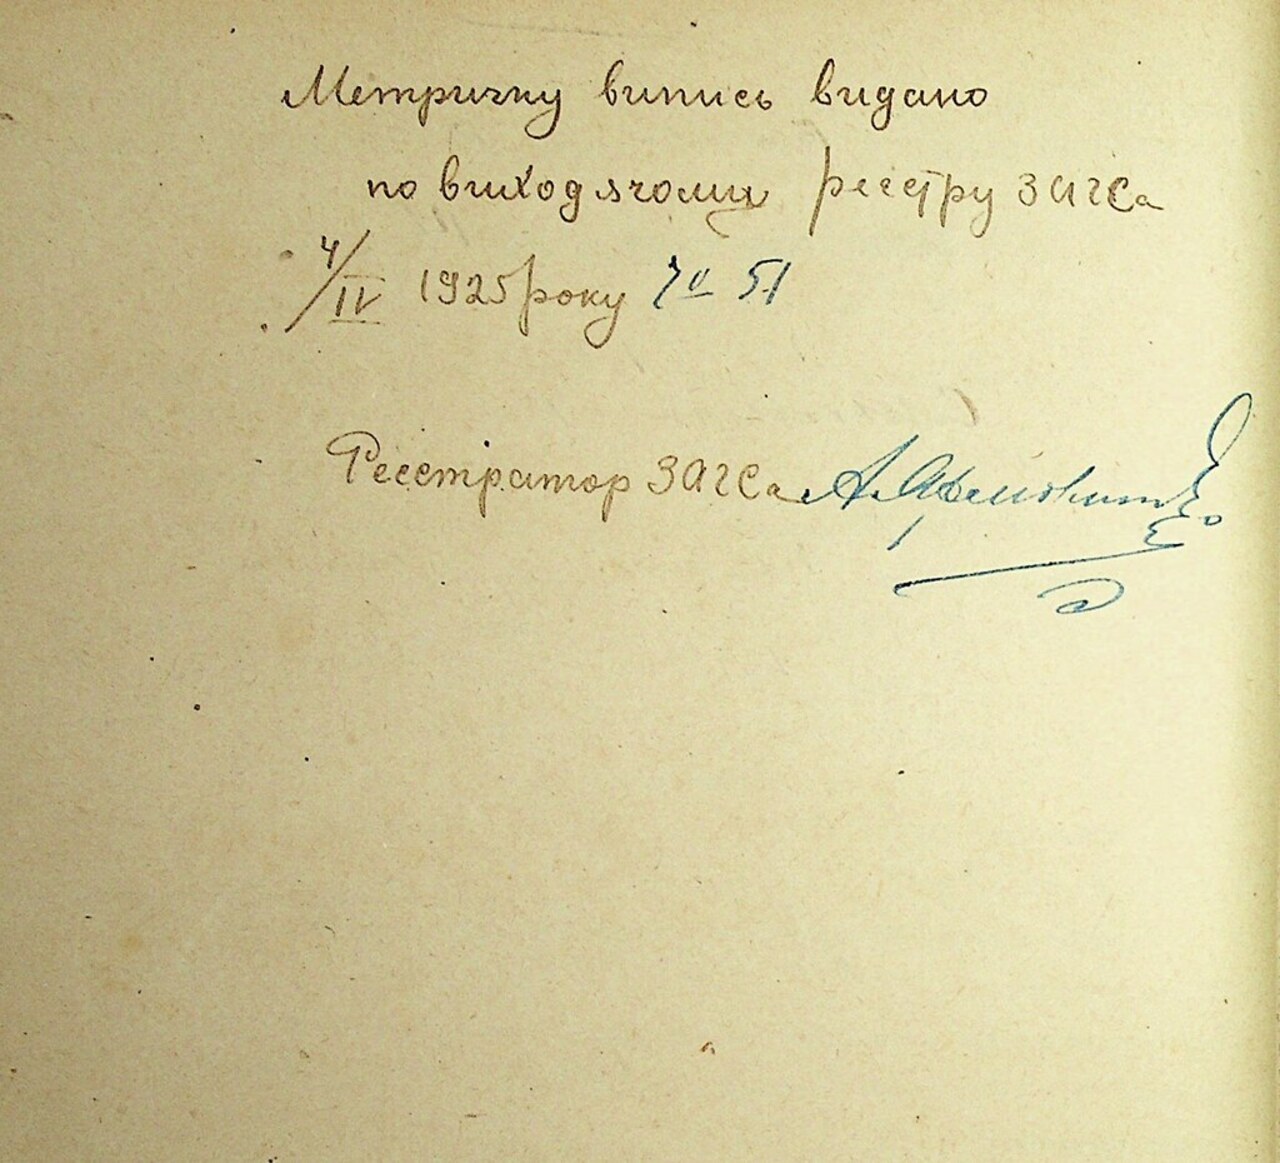 Метричну випись видано
по виходячому реєстру ЗАГСа
4/IV 1925 року № 51
Реєстратор ЗАГСа А.